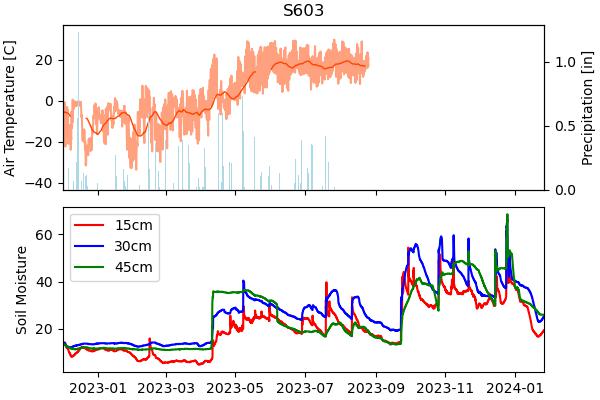 S603
Air Temperature [C]
20
0
−20
−40
Precipitation [in]
1.0
0.5
0.0
Soil Moisture
60
40
20
15cm
30cm
45cm
2023-01 2023-03 2023-05 2023-07 2023-09 2023-11 2024-01